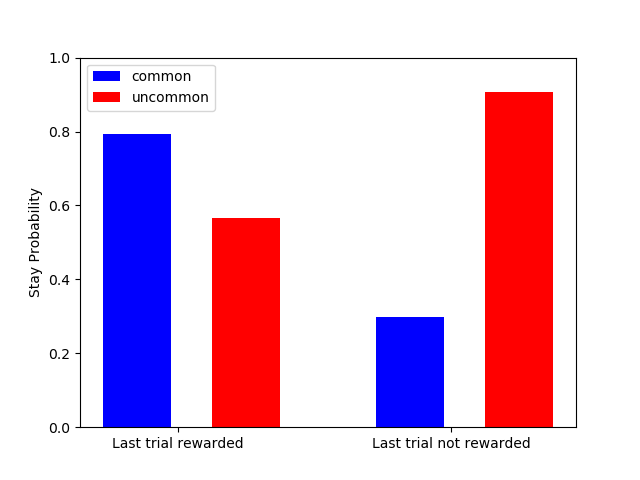 common
uncommon
1.0
0.8
0.6
0.4
0.2
0.0
Stay Probability
Last trial rewarded
Last trial not rewarded